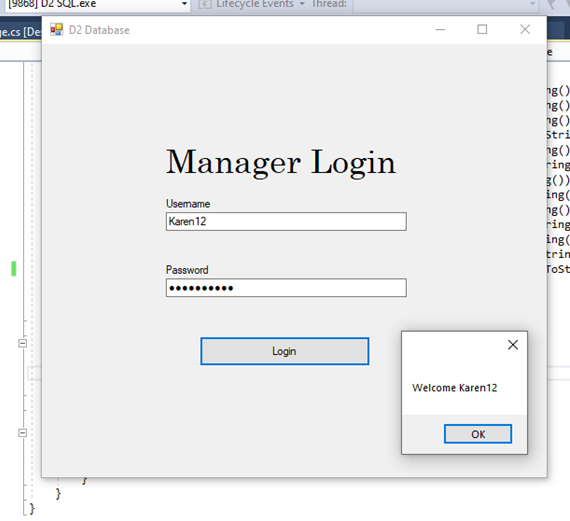 [9868] D2 SQL.exe Lifecycle Events Thread:
ge.cs [De
D2 Database
e
ng()
ng()
ng()
Stri
ng()
ring
g())
ing(
ng()
ring
ing(
trin
ToSt
Manager Login
Username
Karen12
Password
●●●●●●●●●●
Login
Welcome Karen12
OK
}
}
}